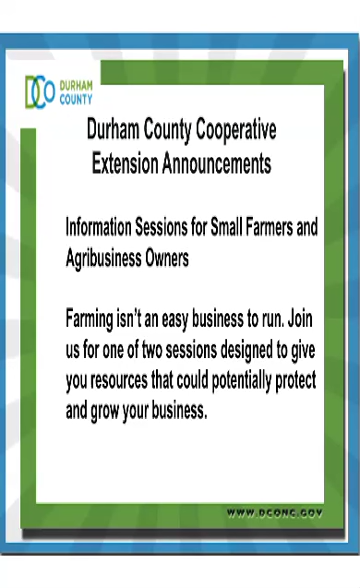 DCO DURHAM
COUNTY
Durham County Cooperative
Extension Announcements
Information Sessions for Small Farmers and
Agribusiness Owners
Farming isn't an easy business to run. Join
us for one of two sessions designed to give
you resources that could potentially protect
and grow your business.
WWW.DCONC.GOV